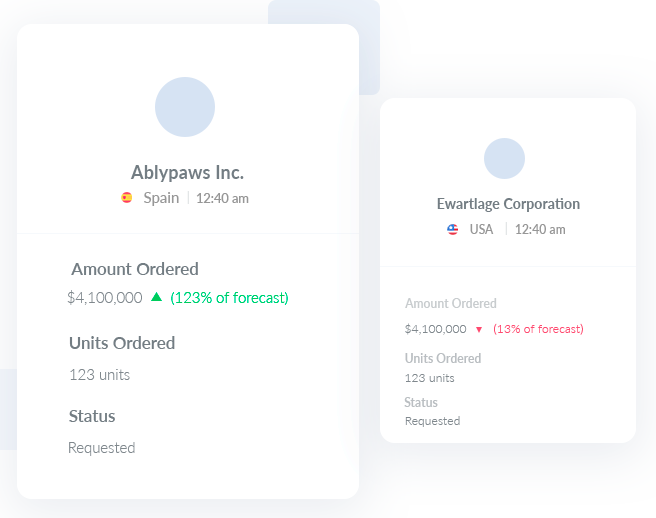 Ablypaws Inc.
Spain | 12:40 am
Amount Ordered
$4,100,000 ▲ (123% of forecast)
Units Ordered
123 units
Status
Requested
Ewartlage Corporation
USA | 12:40 am
Amount Ordered
$4,100,000 ▼ (13% of forecast)
Units Ordered
123 units
Status
Requested